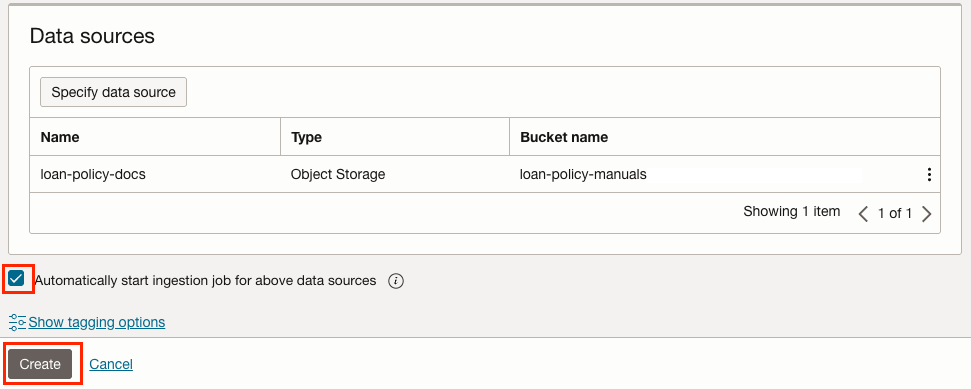 Data sources
Specify data source
Name Type Bucket name
loan-policy-docs Object Storage loan-policy-manuals
Showing 1 item 1 of 1
Automatically start ingestion job for above data sources
Show tagging options
Create Cancel